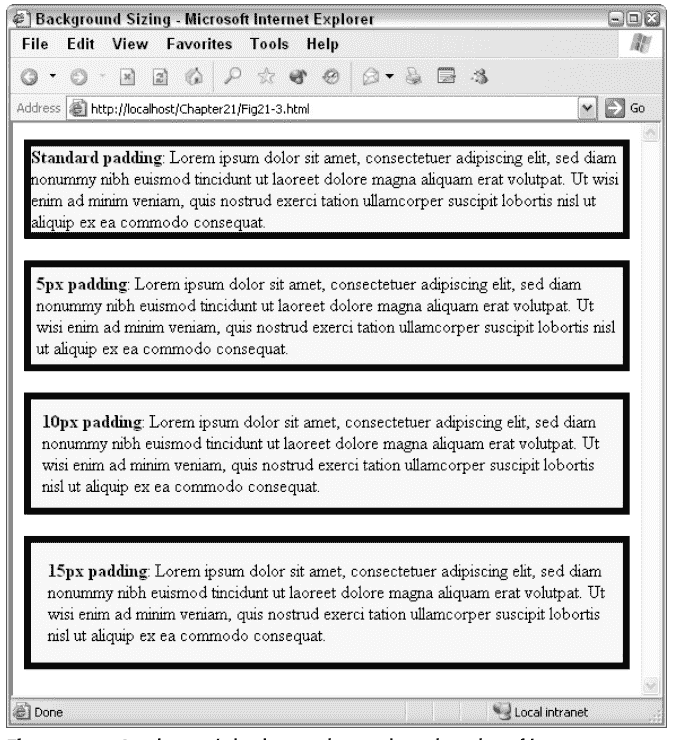 Background Sizing - Microsoft Internet Explorer
File Edit View Favorites Tools Help
Address http://localhost/Chapter21/Fig21-3.html Go
Standard padding: Lorem ipsum dolor sit amet, consectetuer adipiscing elit, sed diam
nonummy nibh euismod tincidunt ut laoreet dolore magna aliquam erat volutpat. Ut wisi
enim ad minim veniam, quis nostrud exerci tation ullamcorper suscipit lobortis nisl ut
aliquip ex ea commodo consequat.
5px padding: Lorem ipsum dolor sit amet, consectetuer adipiscing elit, sed diam
nonummy nibh euismod tincidunt ut laoreet dolore magna aliquam erat volutpat. Ut
wisi enim ad minim veniam, quis nostrud exerci tation ullamcorper suscipit lobortis nisl
ut aliquip ex ea commodo consequat.
10px padding: Lorem ipsum dolor sit amet, consectetuer adipiscing elit, sed diam
nonummy nibh euismod tincidunt ut laoreet dolore magna aliquam erat volutpat. Ut
wisi enim ad minim veniam, quis nostrud exerci tation ullamcorper suscipit lobortis
nisl ut aliquip ex ea commodo consequat.
15px padding: Lorem ipsum dolor sit amet, consectetuer adipiscing elit, sed diam
nonummy nibh euismod tincidunt ut laoreet dolore magna aliquam erat volutpat. Ut
wisi enim ad minim veniam, quis nostrud exerci tation ullamcorper suscipit lobortis
nisl ut aliquip ex ea commodo consequat.
Done Local intranet